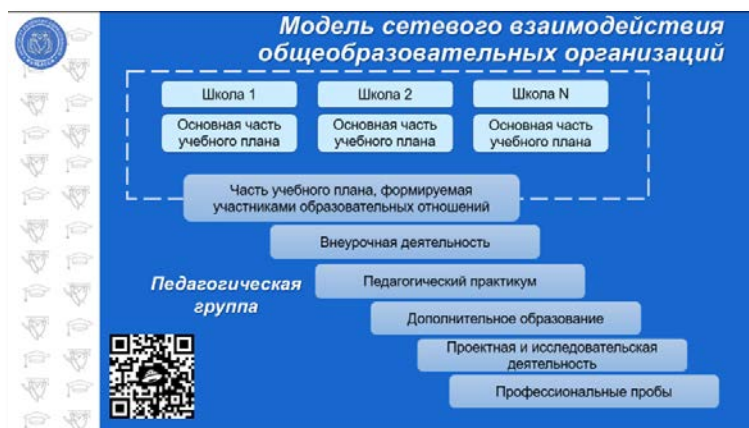 Модель сетевого взаимодействия
общеобразовательных организаций
Школа 1
Школа 2
Школа N
Основная часть
учебного плана
Основная часть
учебного плана
Основная часть
учебного плана
Часть учебного плана, формируемая
участниками образовательных отношений
Внеурочная деятельность
Педагогическая
группа
Педагогический практикум
Дополнительное образование
Проектная и исследовательская
деятельность
Профессиональные пробы